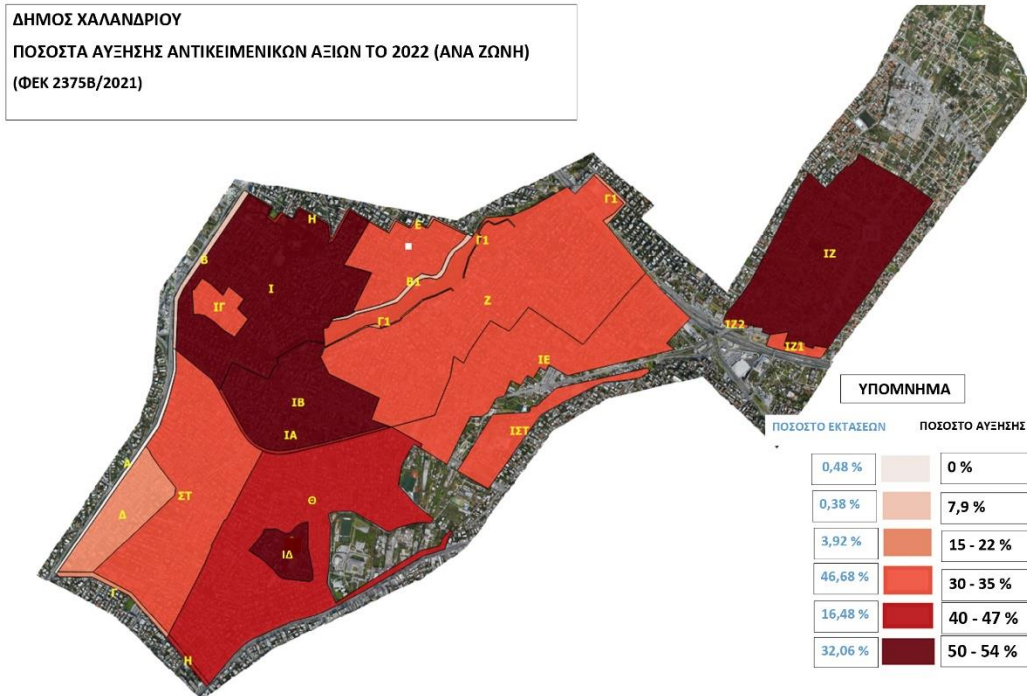 ΔΗΜΟΣ ΧΑΛΑΝΔΡΙΟΥ
ΠΟΣΟΣΤΑ ΑΥΞΗΣΗΣ ΑΝΤΙΚΕΙΜΕΝΙΚΩΝ ΑΞΙΩΝ ΤΟ 2022 (ΑΝΑ ΖΩΝΗ)
(ΦΕΚ 2375Β/2021)
Γ1
Η
Ε
Γ1
ΙΖ
Β
Ι
Β1
Ζ
ΙΓ
Γ1
ΙΖ2
ΙΖ1
ΙΕ
ΙΒ
ΙΑ
ΙΣΤ
Α
ΣΤ
Θ
Δ
ΙΔ
Τ
Η
ΥΠΟΜΝΗΜΑ
ΠΟΣΟΣΤΟ ΕΚΤΑΣΕΩΝ ΠΟΣΟΣΤΟ ΑΥΞΗΣΗΣ
0,48 % 0 %
0,38 % 7,9 %
3,92 % 15 - 22 %
46,68 % 30 - 35 %
16,48 % 40 - 47 %
32,06 % 50 - 54 %